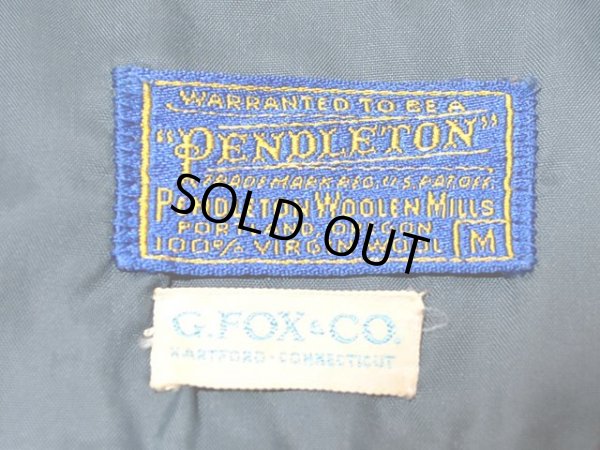 WARRANTED TO BE A
"PENDLETON"
TRADE MARK REG. U.S. PAT. OFF.
PENDLETON WOOLEN MILLS
PORTLAND, OREGON
100% VIRGIN WOOL M
SOLD OUT
G. FOX & CO.
HARTFORD - CONNECTICUT